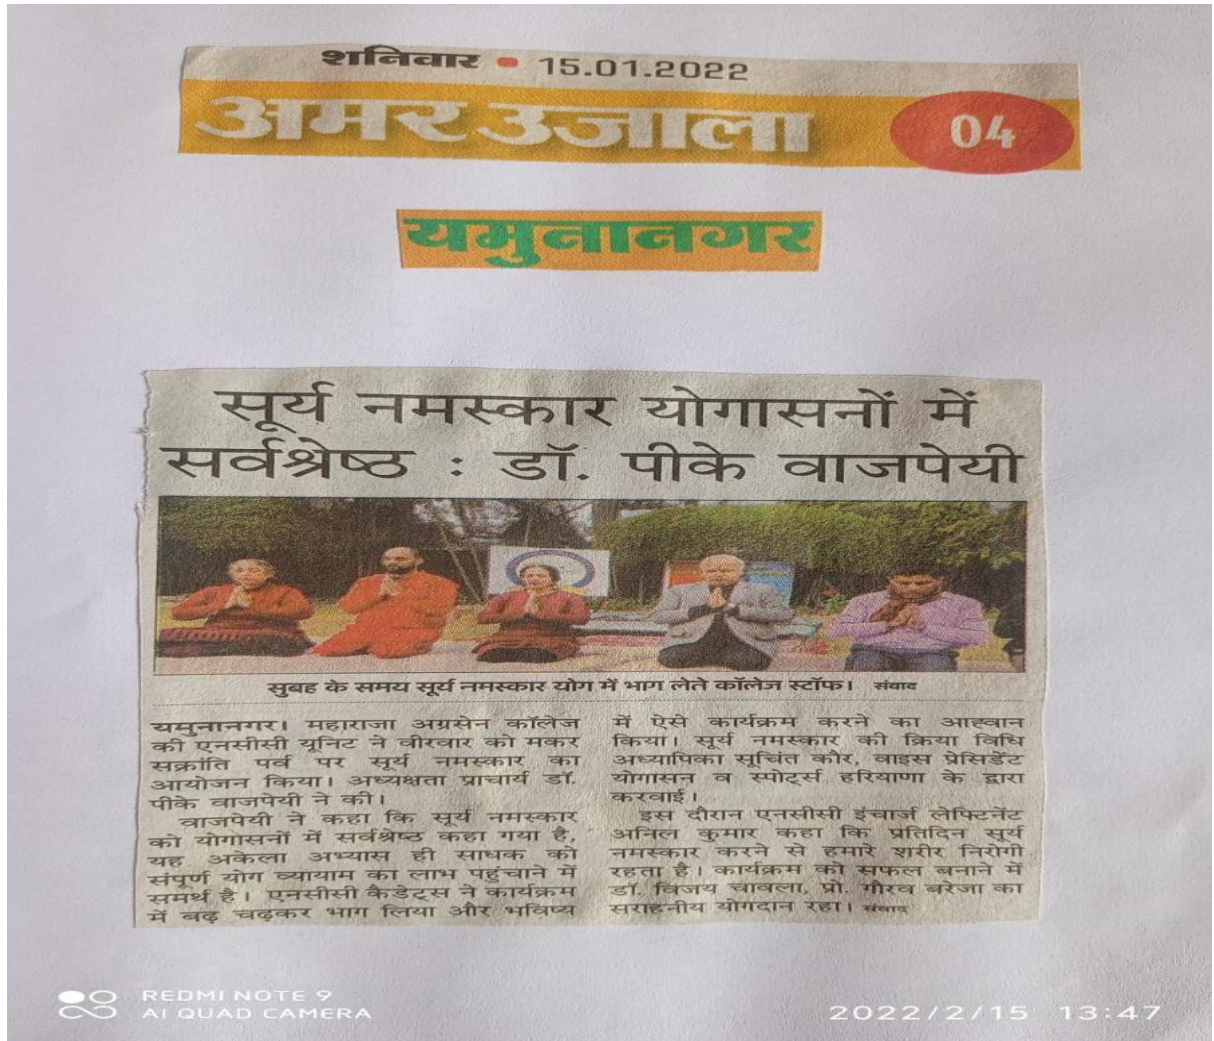 शनिवार • 15.01.2022
अमर उजाला
04
यमुनानगर
सूर्य नमस्कार योगासनों में
सर्वश्रेष्ठ : डॉ. पीके वाजपेयी
सुबह के समय सूर्य नमस्कार योग में भाग लेते कॉलेज स्टॉफ। संवाद
यमुनानगर। महाराजा अग्रसेन कॉलेज
की एनसीसी यूनिट ने वीरवार को मकर
सक्रांति पर्व पर सूर्य नमस्कार का
आयोजन किया। अध्यक्षता प्राचार्य डॉ.
पीके वाजपेयी ने की।
वाजपेयी ने कहा कि सूर्य नमस्कार
को योगासनों में सर्वश्रेष्ठ कहा गया है,
यह अकेला अभ्यास ही साधक को
संपूर्ण योग व्यायाम का लाभ पहुंचाने में
समर्थ है। एनसीसी कैडेट्स ने कार्यक्रम
में बढ़ चढ़कर भाग लिया और भविष्य
में ऐसे कार्यक्रम करने का आह्वान
किया। सूर्य नमस्कार की क्रिया विधि
अध्यापिका सूचिंत कौर, वाइस प्रेसिडेंट
योगासन व स्पोर्ट्स हरियाणा के द्वारा
करवाई।
इस दौरान एनसीसी इंचार्ज लेफ्टिनेंट
अनिल कुमार कहा कि प्रतिदिन सूर्य
नमस्कार करने से हमारे शरीर निरोगी
रहता है। कार्यक्रम को सफल बनाने में
डॉ. विजय चावला, प्रो. गौरव बरेजा का
सराहनीय योगदान रहा। संवाद
REDMI NOTE 9
AI QUAD CAMERA
2022/2/15 13:47